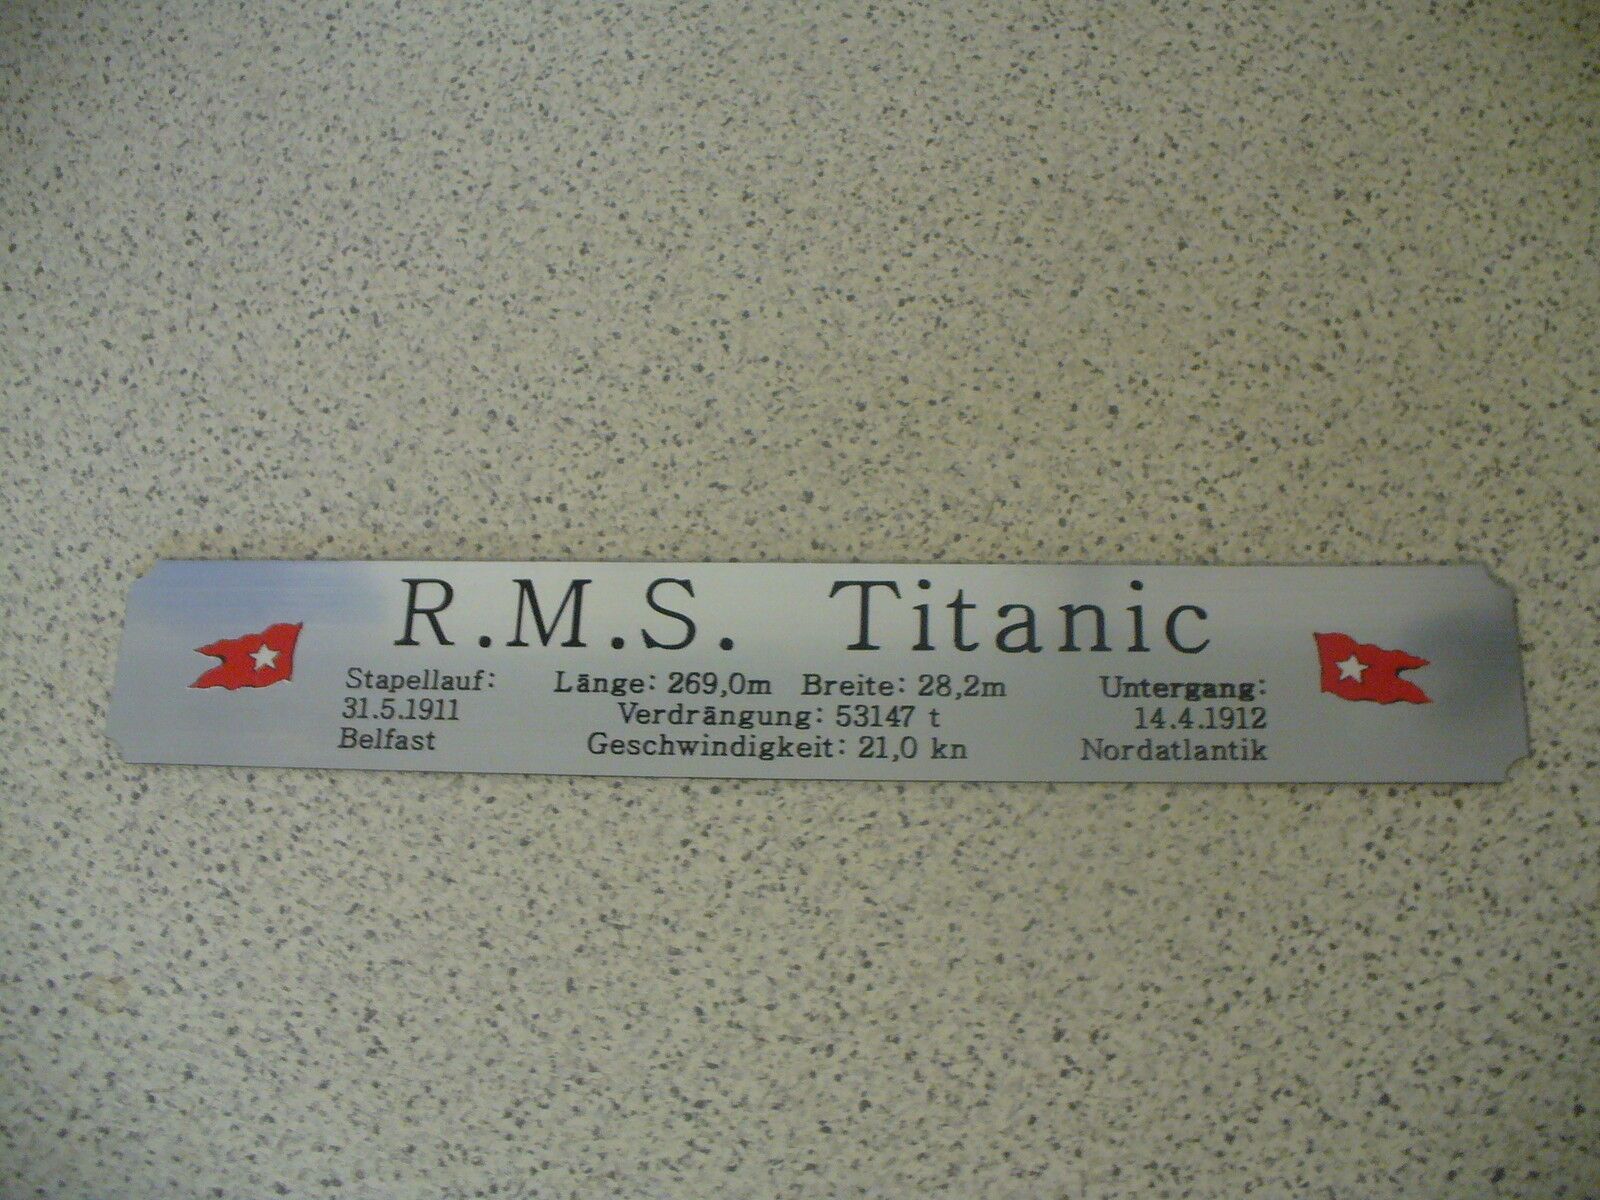 R.M.S. Titanic
Stapellauf:
31.5.1911
Belfast
Länge: 269,0m Breite: 28,2m
Verdrängung: 53147 t
Geschwindigkeit: 21,0 kn
Untergang:
14.4.1912
Nordatlantik